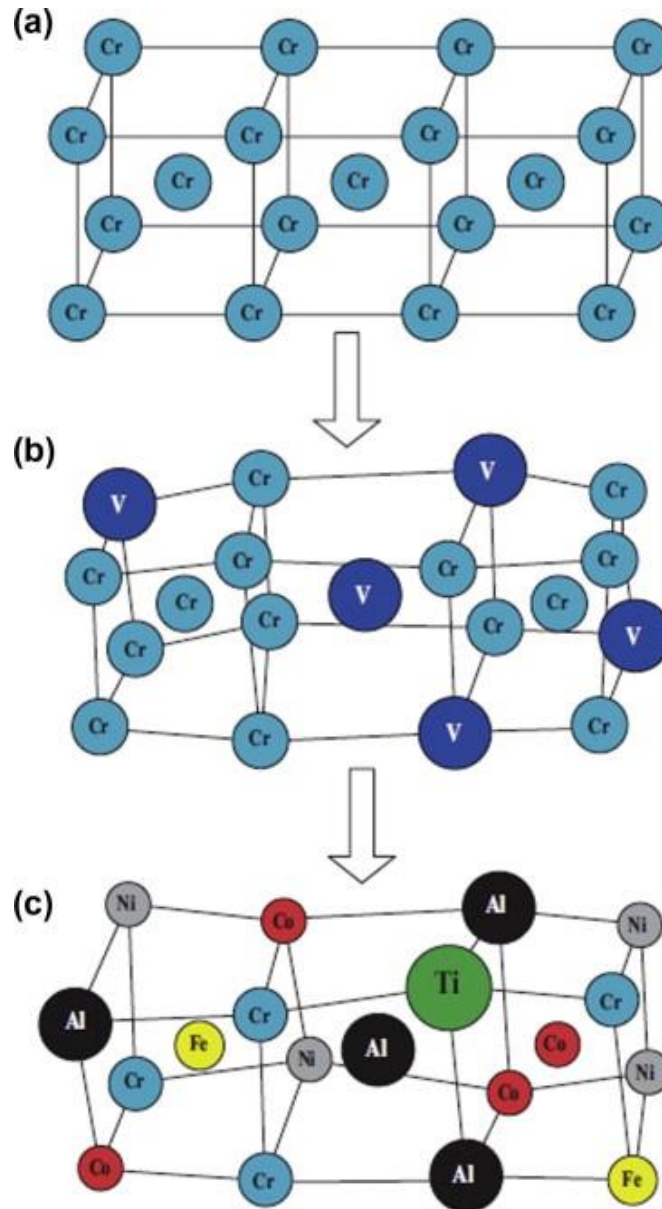 (a)
Cr Cr Cr Cr
Cr Cr Cr Cr
Cr Cr Cr
Cr Cr Cr Cr
Cr Cr Cr Cr
(b)
V Cr V Cr
Cr Cr Cr Cr
Cr V Cr
Cr Cr Cr V
Cr Cr V Cr
(c)
Ni Co Al Ni
Al Cr Ti Cr
Fe Al Co
Cr Ni Co Ni
Co Cr Al Fe